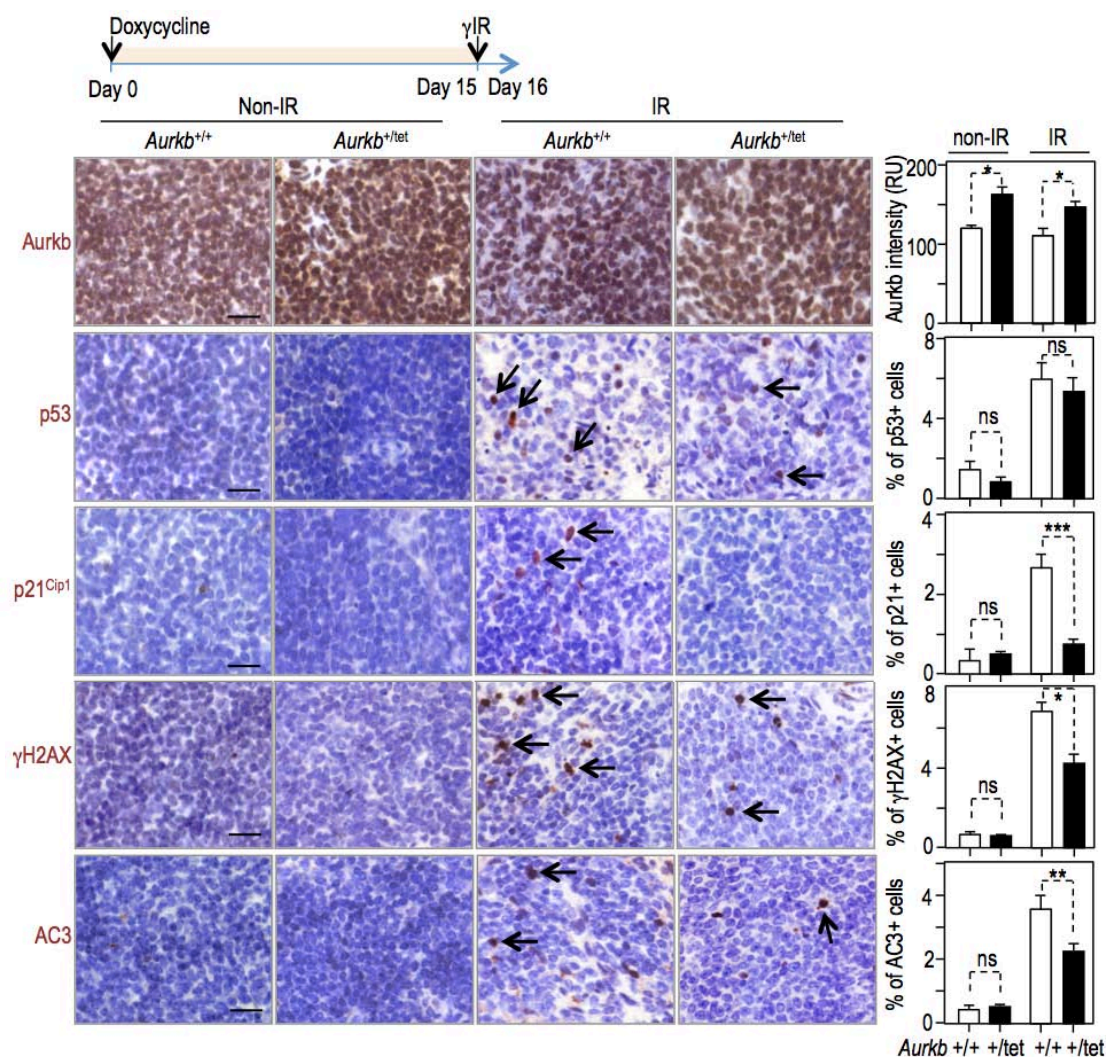 Doxycycline γIR
Day 0 Day 15 Day 16
Non-IR IR
Aurkb+/+ Aurkb+/tet Aurkb+/+ Aurkb+/tet
non-IR IR
Aurkb
200
100
0
Aurkb intensity (RU)
* *
p53
8
4
0
% of p53+ cells
ns ns
p21Cip1
4
2
0
% of p21+ cells
ns ***
γH2AX
8
4
0
% of γH2AX+ cells
ns *
AC3
4
2
0
% of AC3+ cells
ns **
Aurkb +/+ +/tet +/+ +/tet